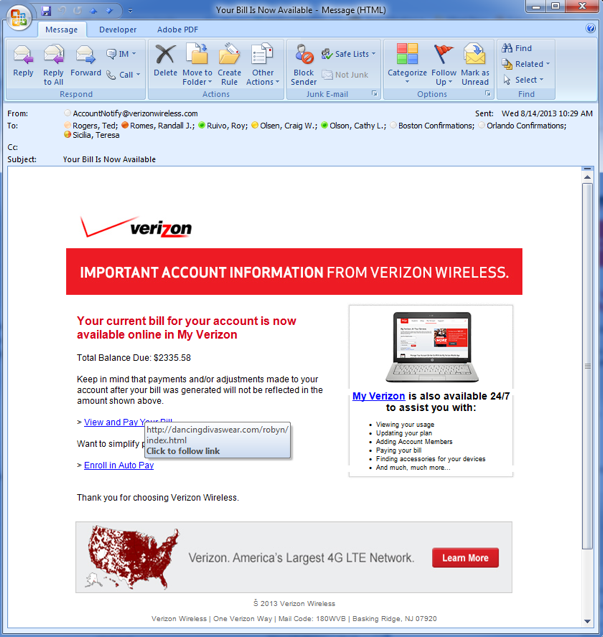 Your Bill Is Now Available - Message (HTML)
Message Developer Adobe PDF
Reply
Reply to All
Forward
IM
Call
Respond
Delete
Move to Folder
Create Rule
Other Actions
Actions
Block Sender
Safe Lists
Not Junk
Junk E-mail
Categorize
Follow Up
Mark as Unread
Options
Find
Related
Select
Find
From: AccountNotify@verizonwireless.com Sent: Wed 8/14/2013 10:29 AM
To: Rogers, Ted; Romes, Randall J.; Ruivo, Roy; Olsen, Craig W.; Olson, Cathy L.; Boston Confirmations; Orlando Confirmations;
Sicilia, Teresa
Cc:
Subject: Your Bill Is Now Available
verizon
IMPORTANT ACCOUNT INFORMATION FROM VERIZON WIRELESS.
Your current bill for your account is now
available online in My Verizon
Total Balance Due: $2335.58
Keep in mind that payments and/or adjustments made to your
account after your bill was generated will not be reflected in the
amount shown above.
> View and Pay Your Bill
http://dancingdivaswear.com/robyn/
index.html
Click to follow link
Want to simplify
> Enroll in Auto Pay
Thank you for choosing Verizon Wireless.
My Verizon is also available 24/7
to assist you with:
• Viewing your usage
• Updating your plan
• Adding Account Members
• Paying your bill
• Finding accessories for your devices
• And much, much more...
Verizon. America's Largest 4G LTE Network.
Learn More
Š 2013 Verizon Wireless
Verizon Wireless | One Verizon Way | Mail Code: 180WVB | Basking Ridge, NJ 07920